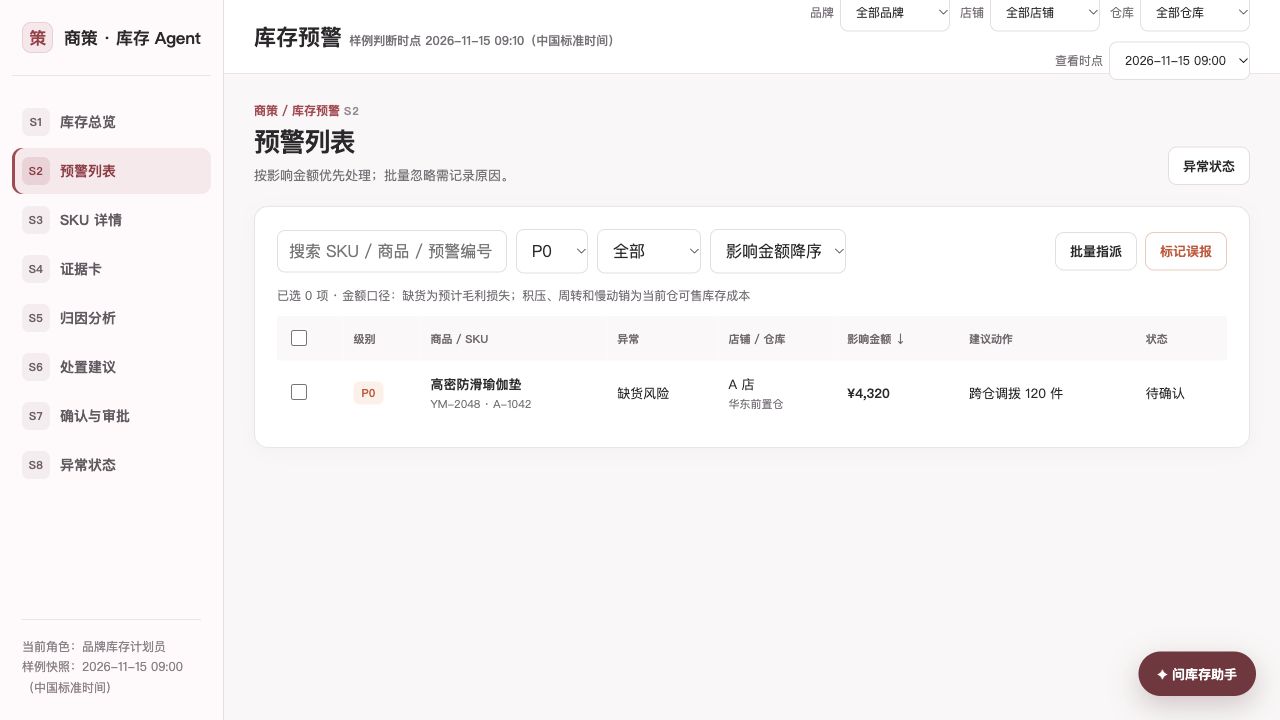 策 商策 · 库存 Agent
S1 库存总览
S2 预警列表
S3 SKU 详情
S4 证据卡
S5 归因分析
S6 处置建议
S7 确认与审批
S8 异常状态
当前角色：品牌库存计划员
样例快照：2026-11-15 09:00
（中国标准时间）
库存预警 样例判断时点 2026-11-15 09:10（中国标准时间）
品牌 全部品牌 店铺 全部店铺 仓库 全部仓库
查看时点 2026-11-15 09:00
商策 / 库存预警 S2
预警列表
按影响金额优先处理；批量忽略需记录原因。
异常状态
搜索 SKU / 商品 / 预警编号 P0 全部 影响金额降序 批量指派 标记误报
已选 0 项 · 金额口径：缺货为预计毛利损失；积压、周转和慢动销为当前仓可售库存成本
级别 商品 / SKU 异常 店铺 / 仓库 影响金额 ↓ 建议动作 状态
P0 高密防滑瑜伽垫 缺货风险 A 店 ¥4,320 跨仓调拨 120 件 待确认
YM-2048 · A-1042 华东前置仓
✦ 问库存助手